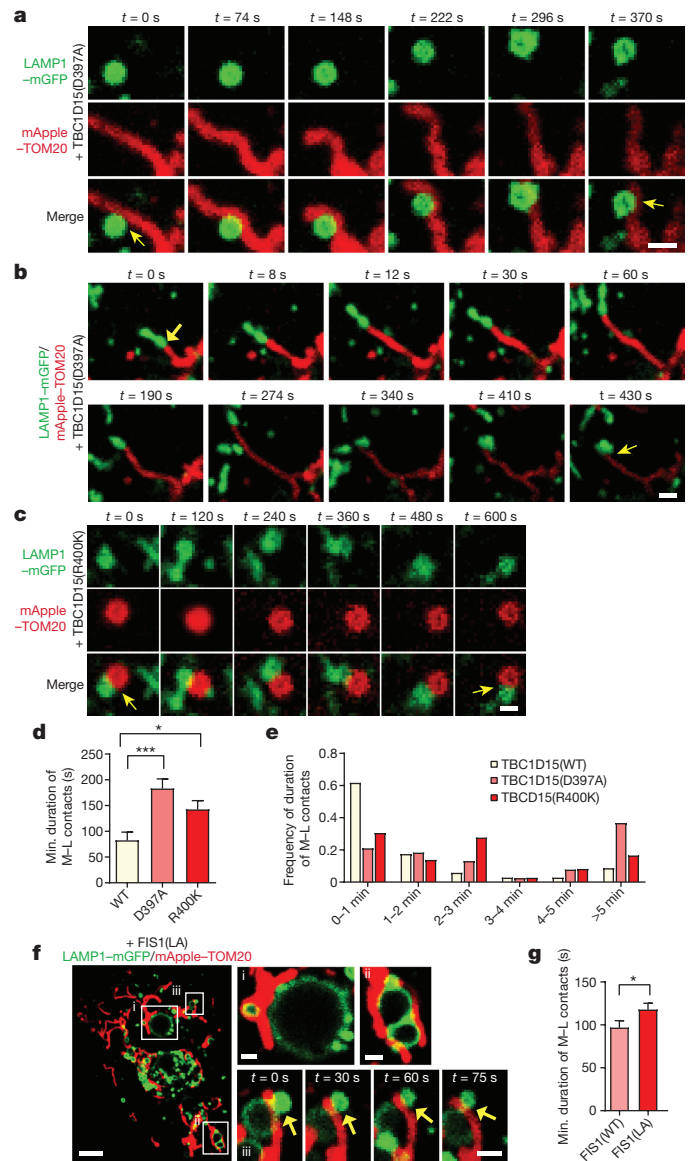 a
t = 0 s t = 74 s t = 148 s t = 222 s t = 296 s t = 370 s
LAMP1
–mGFP
mApple
–TOM20
+ TBC1D15(D397A)
Merge
b
t = 0 s t = 8 s t = 12 s t = 30 s t = 60 s
LAMP1–mGFP/
mApple–TOM20
+ TBC1D15(D397A)
t = 190 s t = 274 s t = 340 s t = 410 s t = 430 s
c
t = 0 s t = 120 s t = 240 s t = 360 s t = 480 s t = 600 s
LAMP1
–mGFP
mApple
–TOM20
+ TBC1D15(R400K)
Merge
d
Min. duration of
M–L contacts (s)
250
200
150
100
50
0
***
*
WT D397A R400K
e
Frequency of duration
of M–L contacts
0.8
0.6
0.4
0.2
0
TBC1D15(WT)
TBC1D15(D397A)
TBCD15(R400K)
0–1 min 1–2 min 2–3 min 3–4 min 4–5 min >5 min
f
+ FIS1(LA)
LAMP1–mGFP/mApple–TOM20
i
ii
iii
i
ii
t = 0 s t = 30 s t = 60 s t = 75 s
iii
g
Min. duration of M–L contacts (s)
150
100
50
0
*
FIS1(WT) FIS1(LA)